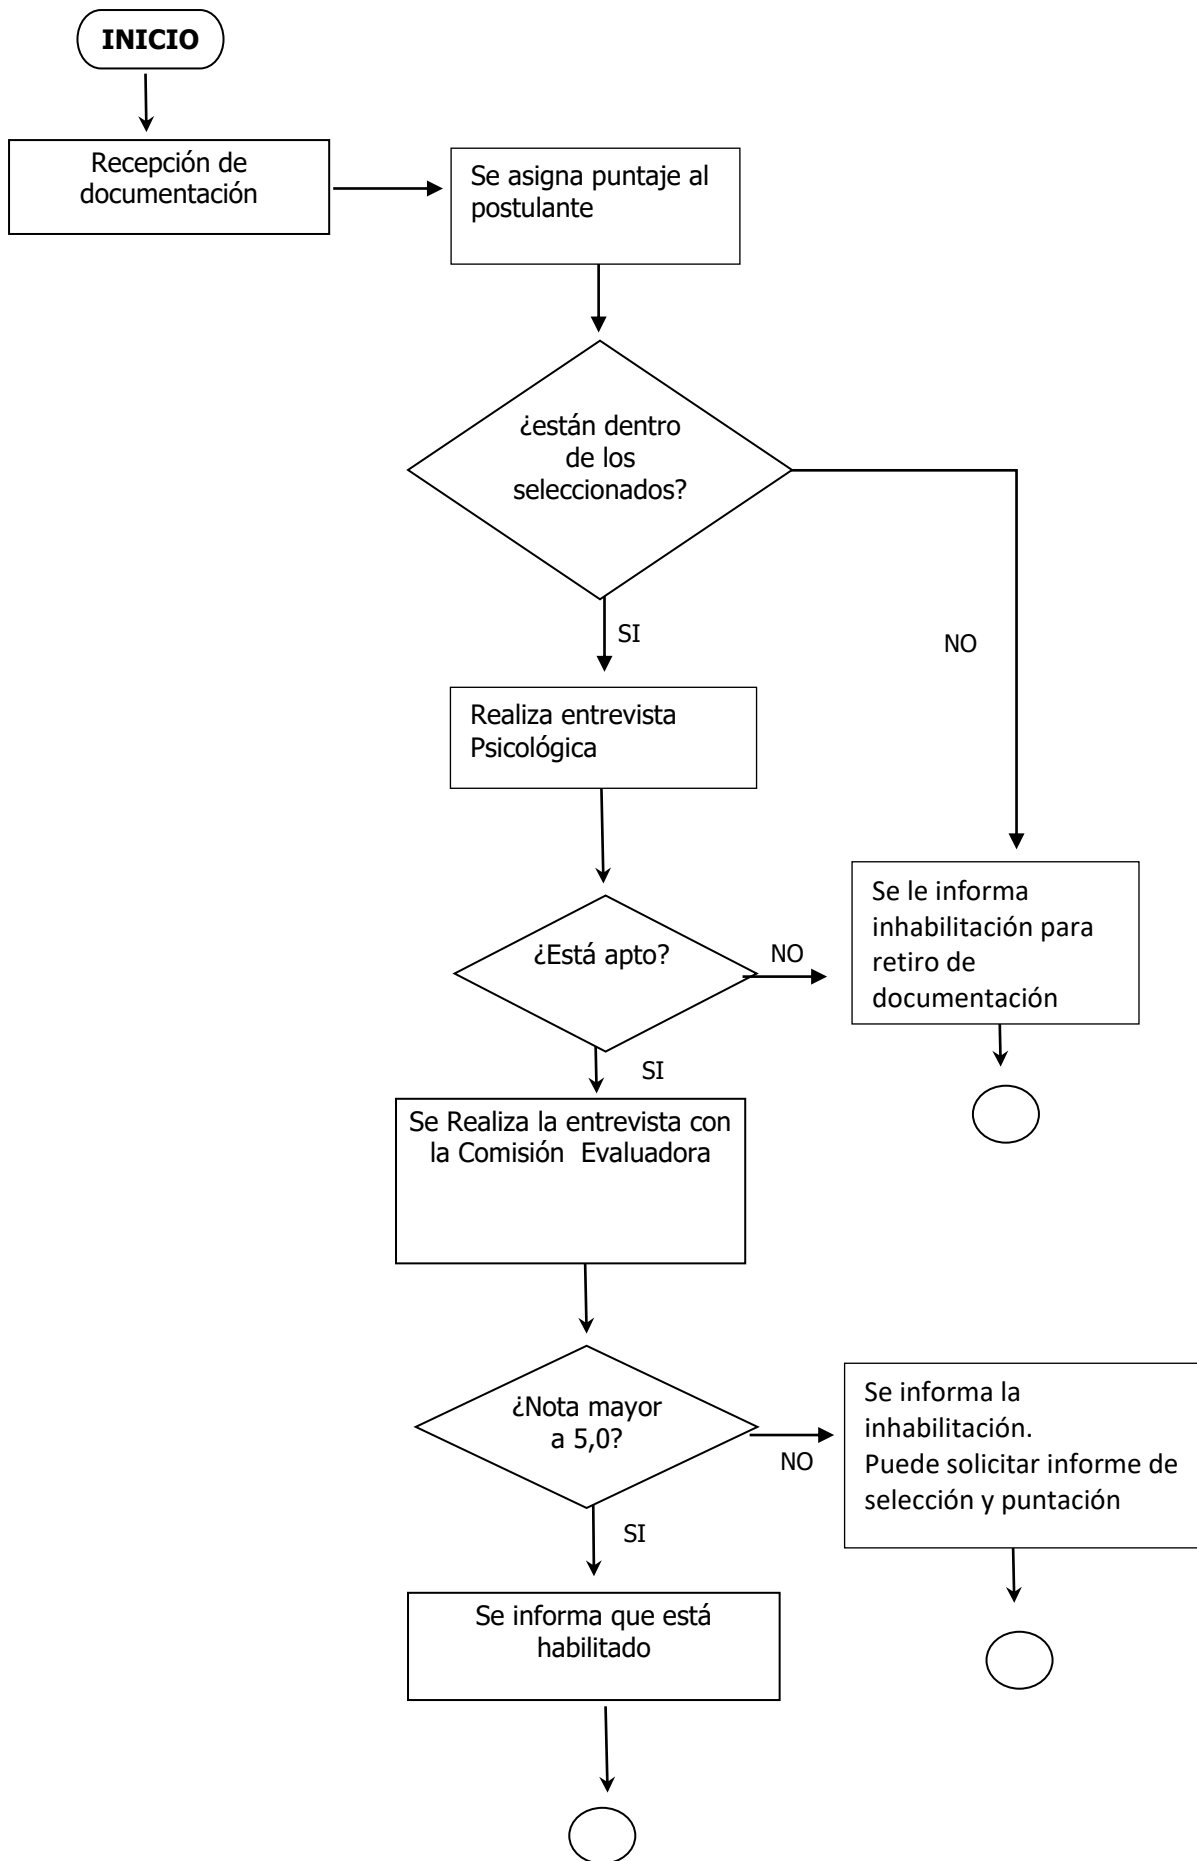 INICIO
Recepción de
documentación
Se asigna puntaje al
postulante
¿están dentro
de los
seleccionados?
SI
NO
Realiza entrevista
Psicológica
¿Está apto?
NO
Se le informa
inhabilitación para
retiro de
documentación
SI
Se Realiza la entrevista con
la Comisión  Evaluadora
¿Nota mayor
a 5,0?
NO
Se informa la
inhabilitación.
Puede solicitar informe de
selección y puntación
SI
Se informa que está
habilitado